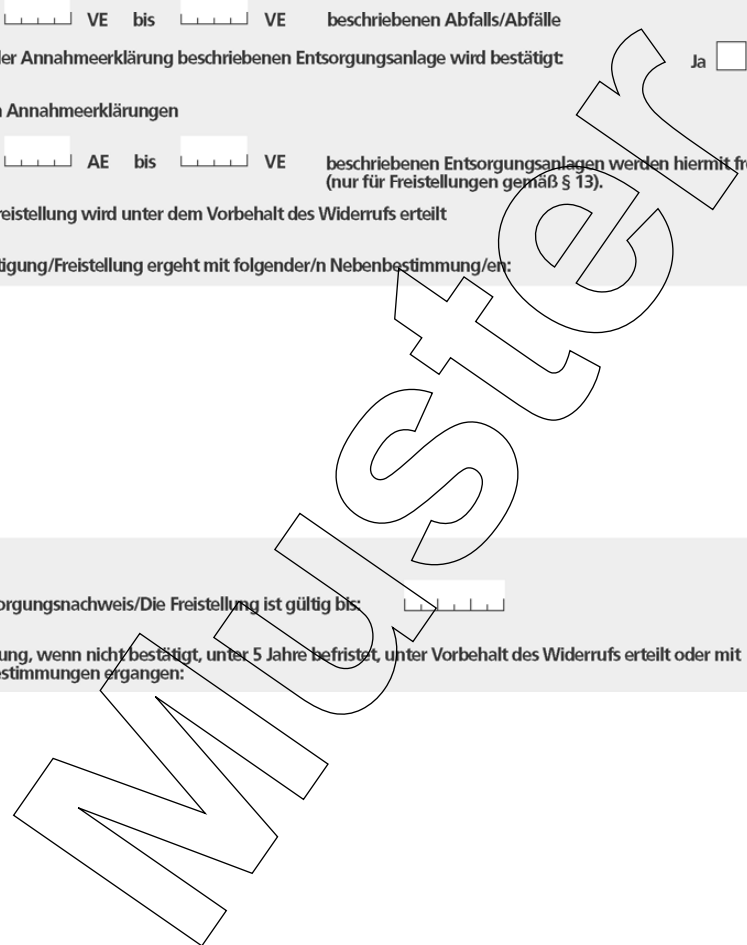 VE bis VE beschriebenen Abfalls/Abfälle
der Annahmeerklärung beschriebenen Entsorgungsanlage wird bestätigt: Ja
Annahmeerklärungen
AE bis VE beschriebenen Entsorgungsanlagen werden hiermit fre
(nur für Freistellungen gemäß § 13).
reistellung wird unter dem Vorbehalt des Widerrufs erteilt
tigung/Freistellung ergeht mit folgender/n Nebenbestimmung/en:
orgungsnachweis/Die Freistellung ist gültig bis:
ung, wenn nicht bestätigt, unter 5 Jahre befristet, unter Vorbehalt des Widerrufs erteilt oder mit
estimmungen ergangen:
Muster